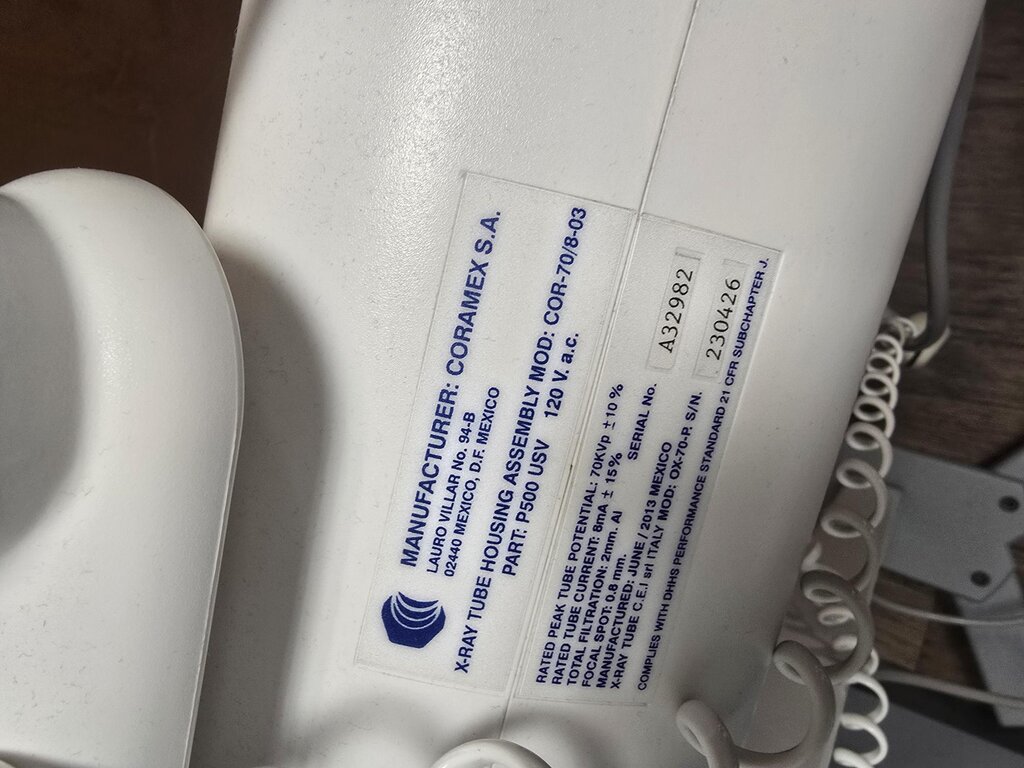 MANUFACTURER: CORAMEX S.A.
LAURO VILLAR No. 94-B
02440 MEXICO, D.F. MEXICO
X-RAY TUBE HOUSING ASSEMBLY MOD: COR-70/8-03
PART: P500 USV 120 V. a.c.
RATED PEAK TUBE POTENTIAL: 70KVp ± 10 %
RATED TUBE CURRENT: 8mA ± 15%
TOTAL FILTRATION: 2mm. Al
FOCAL SPOT: 0.8 mm. SERIAL No. A32982
MANUFACTURED: JUNE / 2013 MEXICO
X-RAY TUBE C.E.I srl ITALY MOD: OX-70-P. S/N. 230426
COMPLIES WITH DHHS PERFORMANCE STANDARD 21 CFR SUBCHAPTER J.